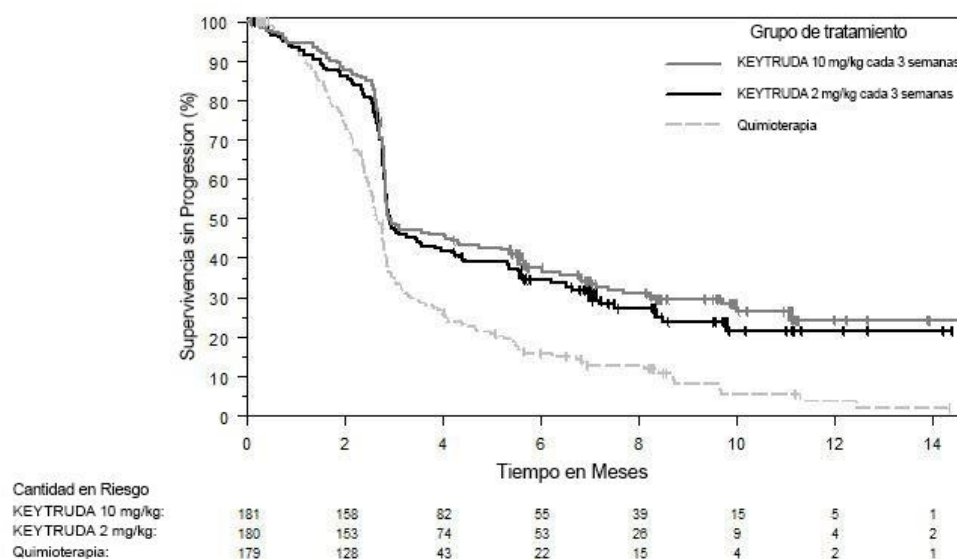 Grupo de tratamiento
KEYTRUDA 10 mg/kg cada 3 semanas
KEYTRUDA 2 mg/kg cada 3 semanas
Quimioterapia
Supervivencia sin Progression (%)
100
90
80
70
60
50
40
30
20
10
0
0 2 4 6 8 10 12 14
Tiempo en Meses
Cantidad en Riesgo
KEYTRUDA 10 mg/kg: 181 158 82 55 39 15 5 1
KEYTRUDA 2 mg/kg: 180 153 74 53 26 9 4 2
Quimioterapia: 179 128 43 22 15 4 2 1